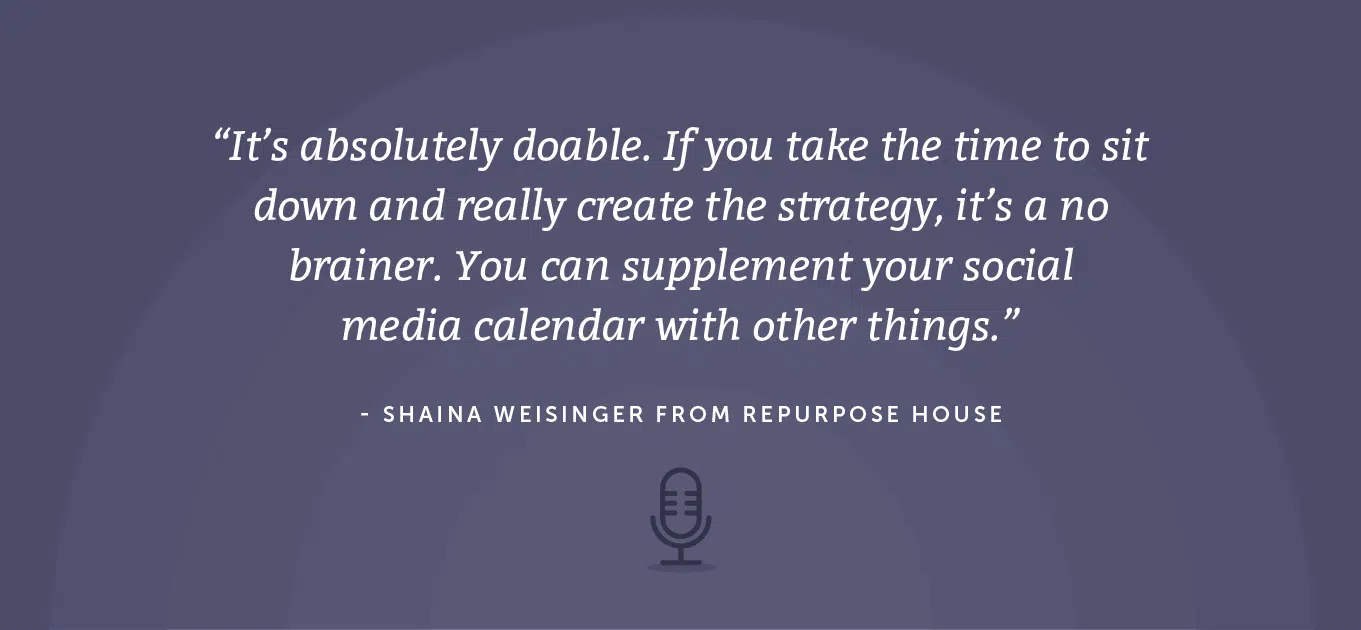 “It’s absolutely doable. If you take the time to sit
down and really create the strategy, it’s a no
brainer. You can supplement your social
media calendar with other things.”
- SHAINA WEISINGER FROM REPURPOSE HOUSE